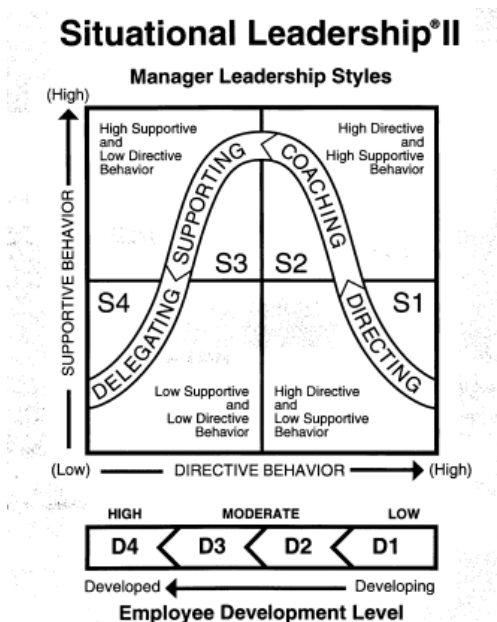 Situational Leadership®II
Manager Leadership Styles
(High)
High Supportive
and
Low Directive
Behavior
High Directive
and
High Supportive
Behavior
SUPPORTING
COACHING
SUPPORTIVE BEHAVIOR
S3
S2
S4
S1
DELEGATING
DIRECTING
Low Supportive
and
Low Directive
Behavior
High Directive
and
Low Supportive
Behavior
(Low)
DIRECTIVE BEHAVIOR
(High)
HIGH
MODERATE
LOW
D4
D3
D2
D1
Developed
Developing
Employee Development Level